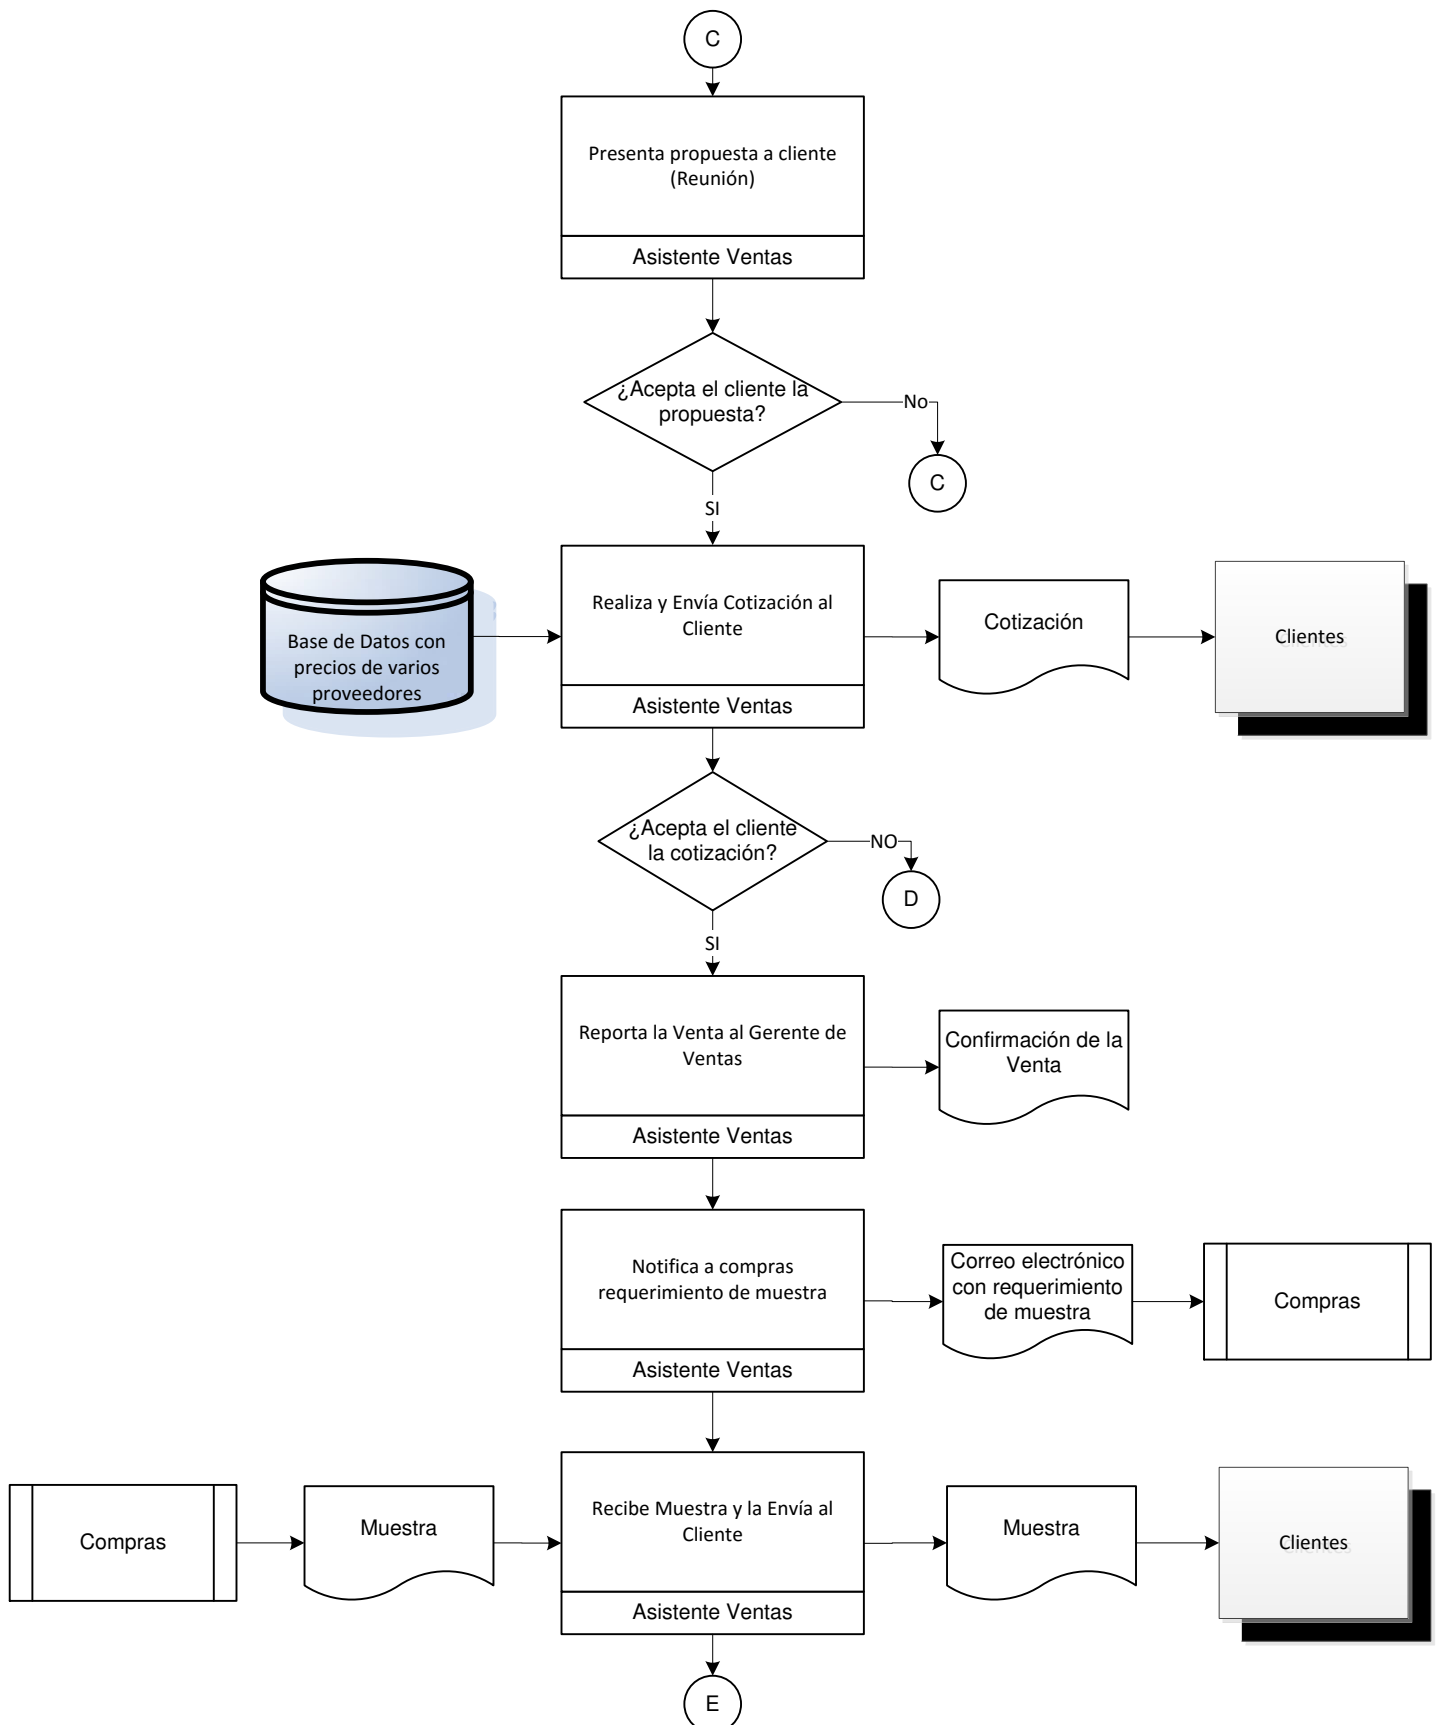 C
Presenta propuesta a cliente
(Reunión)
Asistente Ventas
¿Acepta el cliente la
propuesta?
No
C
SI
Base de Datos con
precios de varios
proveedores
Realiza y Envía Cotización al
Cliente
Asistente Ventas
Cotización
Clientes
¿Acepta el cliente
la cotización?
NO
D
SI
Reporta la Venta al Gerente de
Ventas
Asistente Ventas
Confirmación de la
Venta
Notifica a compras
requerimiento de muestra
Asistente Ventas
Correo electrónico
con requerimiento
de muestra
Compras
Compras
Muestra
Recibe Muestra y la Envía al
Cliente
Asistente Ventas
Muestra
Clientes
E